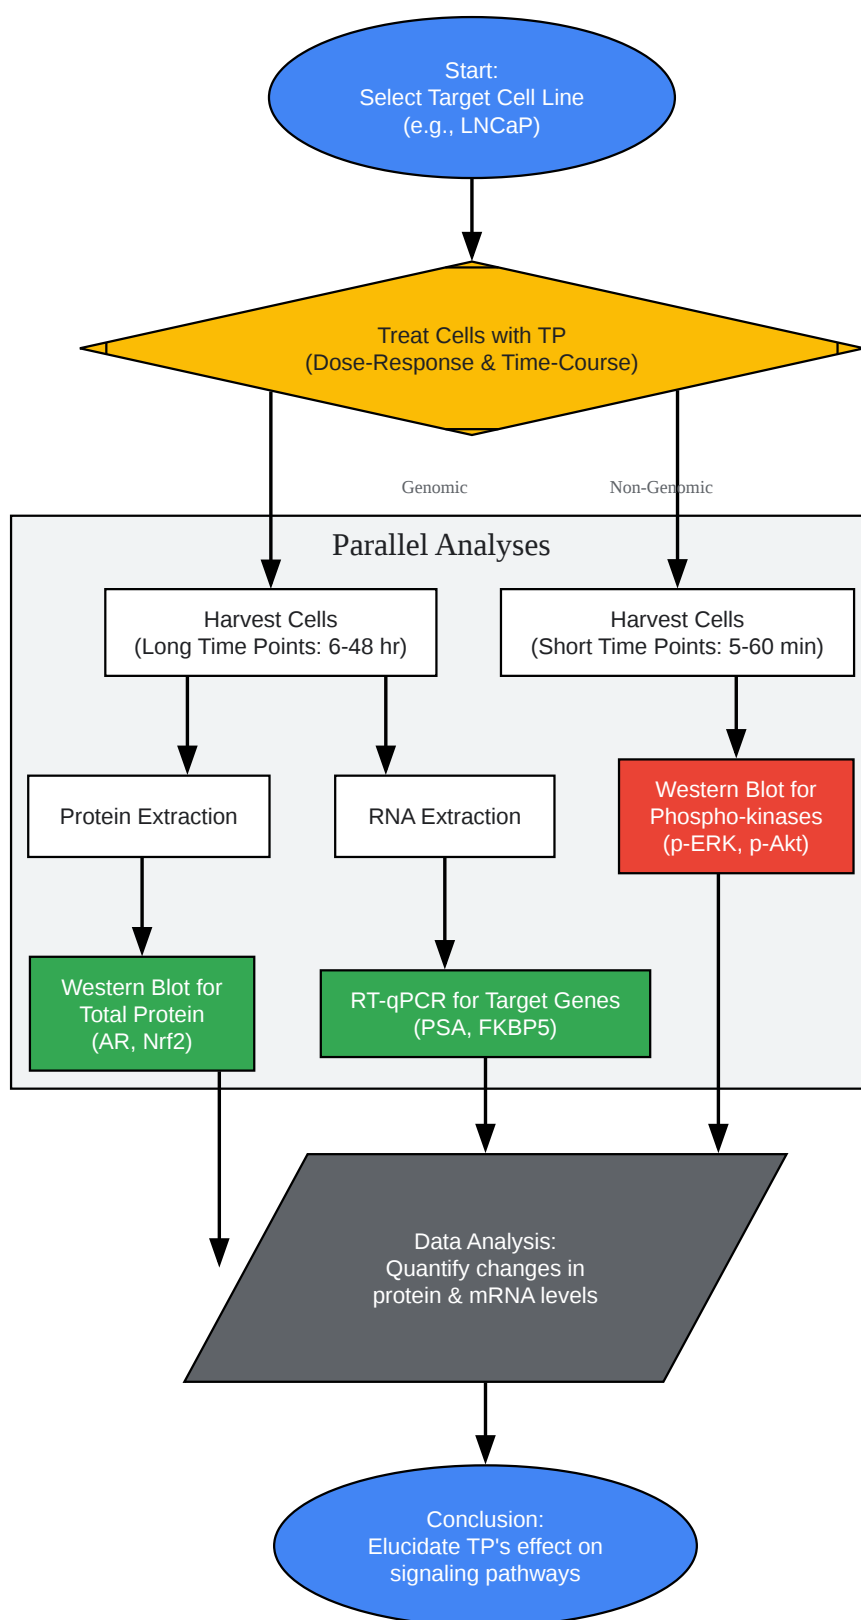 Start:
Select Target Cell Line
(e.g., LNCaP)
Treat Cells with TP
(Dose-Response & Time-Course)
Genomic
Non-Genomic
Parallel Analyses
Harvest Cells
(Long Time Points: 6-48 hr)
Harvest Cells
(Short Time Points: 5-60 min)
Protein Extraction
RNA Extraction
Western Blot for
Phospho-kinases
(p-ERK, p-Akt)
Western Blot for
Total Protein
(AR, Nrf2)
RT-qPCR for Target Genes
(PSA, FKBP5)
Data Analysis:
Quantify changes in
protein & mRNA levels
Conclusion:
Elucidate TP's effect on
signaling pathways